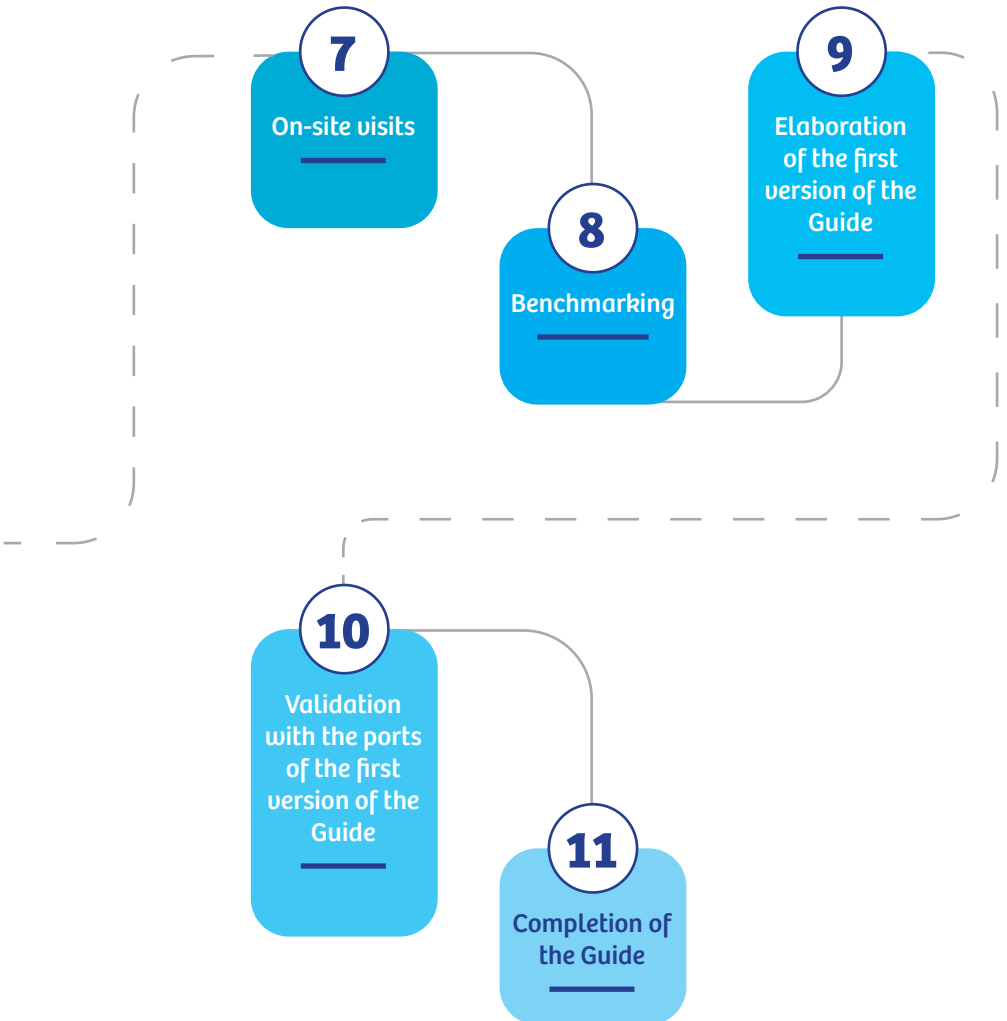 7
On-site visits
8
Benchmarking
9
Elaboration
of the first
version of the
Guide
10
Validation
with the ports
of the first
version of the
Guide
11
Completion of
the Guide